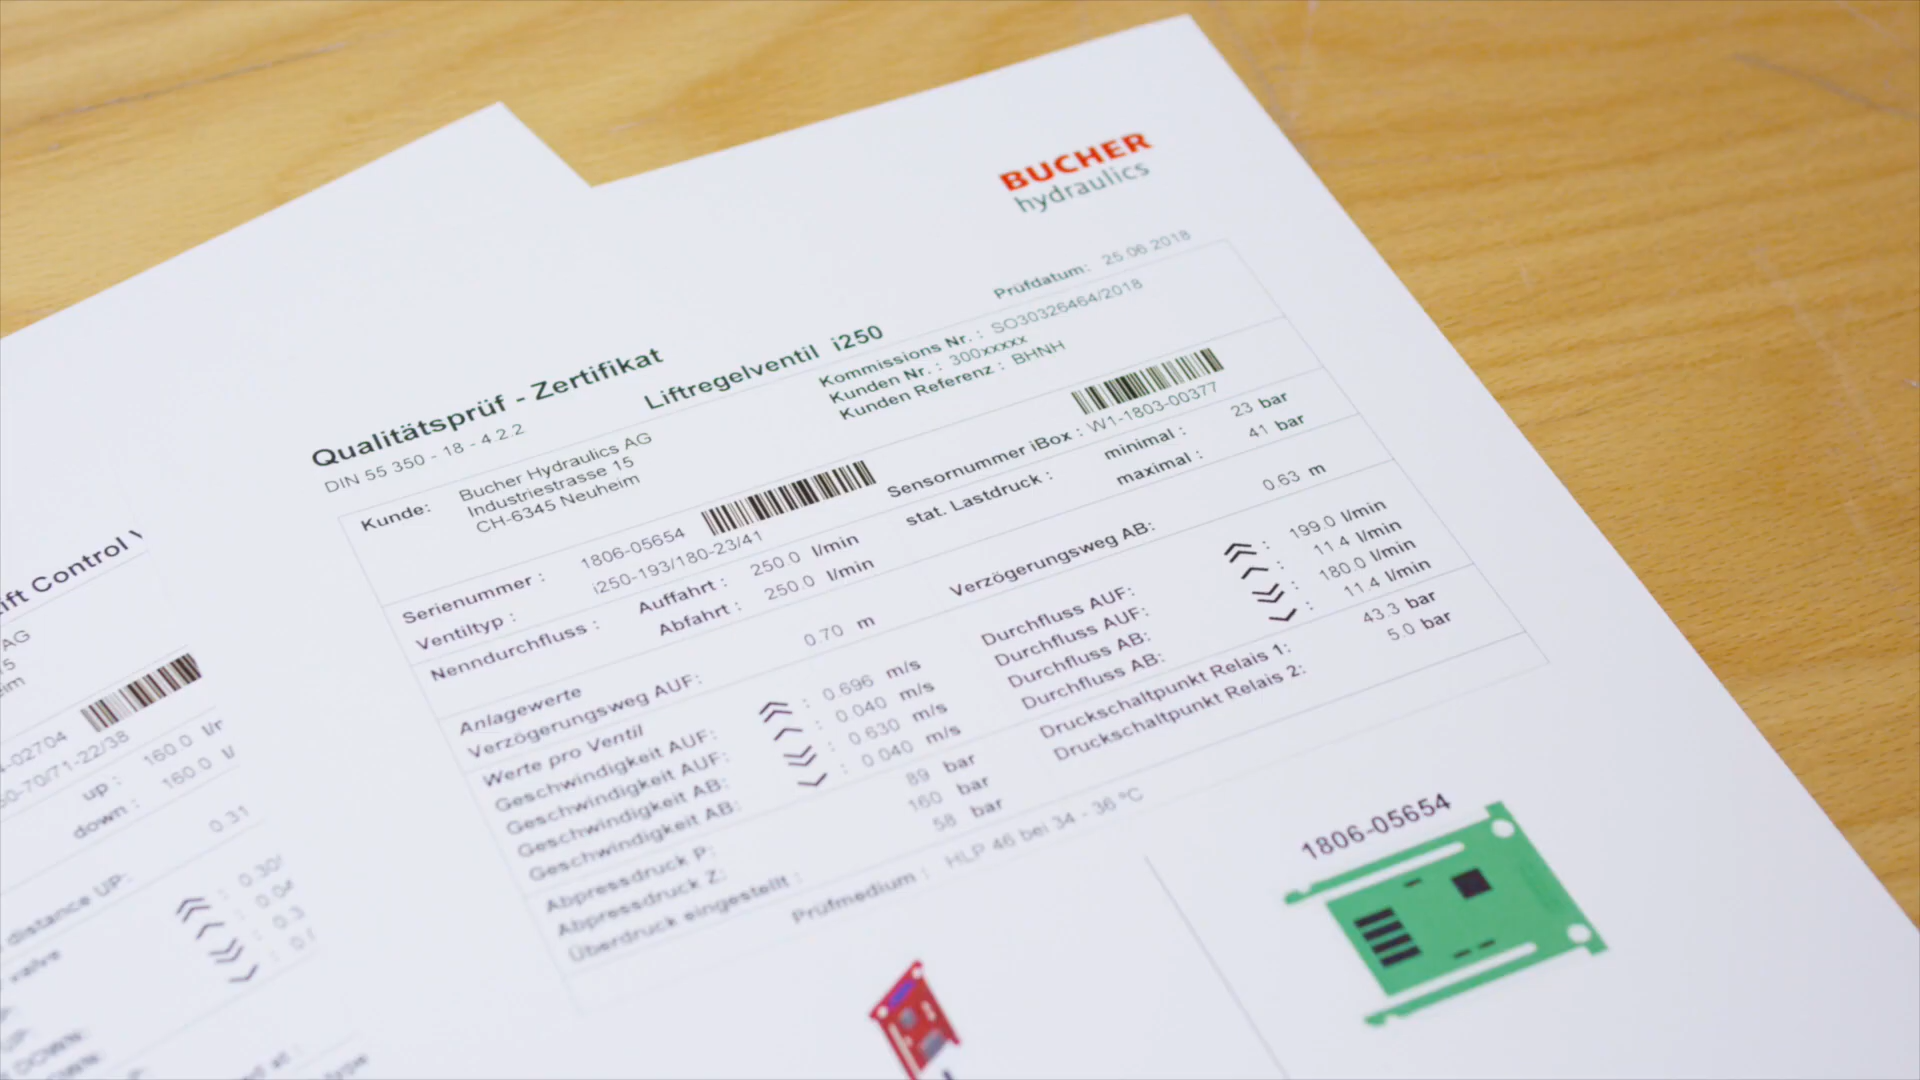 BUCHER
hydraulics
Prüfdatum: 25.06.2018
Qualitätsprüf - Zertifikat
Liftregelventil i250
DIN 55 350 - 18 - 4.2.2
Kommissions Nr. : SO30326464/2018
Kunden Nr. : 300xxxxx
Kunden Referenz : BHNH
Kunde: Bucher Hydraulics AG
Industriestrasse 15
CH-6345 Neuheim
Serienummer : 1806-05654
Sensornummer iBox : W1-1803-00377
Ventiltyp : i250-193/180-23/41
stat. Lastdruck : minimal : 23 bar
maximal : 41 bar
Nenndurchfluss : Auffahrt : 250.0 l/min
Abfahrt : 250.0 l/min
Anlagewerte
Verzögerungsweg AUF: 0.70 m
Verzögerungsweg AB: 0.63 m
Werte pro Ventil
Geschwindigkeit AUF: : 0.696 m/s
Geschwindigkeit AUF: : 0.040 m/s
Geschwindigkeit AB: : 0.630 m/s
Geschwindigkeit AB: : 0.040 m/s
Durchfluss AUF: : 199.0 l/min
Durchfluss AUF: : 11.4 l/min
Durchfluss AB: : 180.0 l/min
Durchfluss AB: : 11.4 l/min
Abpressdruck P: 89 bar
Abpressdruck Z: 160 bar
Überdruck eingestellt : 58 bar
Druckschaltpunkt Relais 1: 43.3 bar
Druckschaltpunkt Relais 2: 5.0 bar
Prüfmedium : HLP 46 bei 34 - 36 °C
1806-05654
Control
AG
-02704
-70/71-22/38
up : 160.0
down : 160.0
0.31
distance UP:
valve
UP:
DOWN: